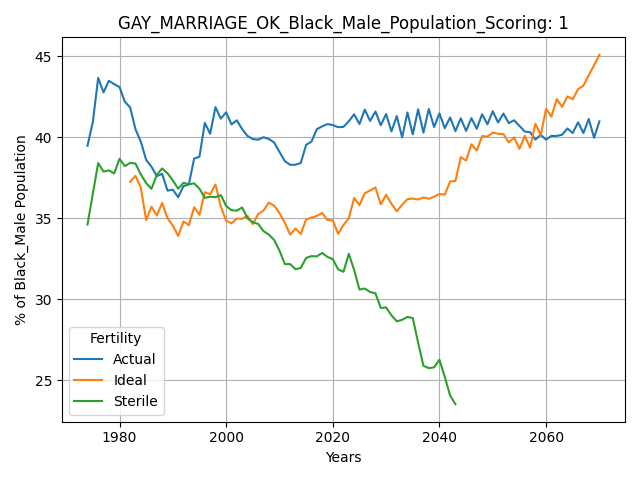 GAY_MARRIAGE_OK_Black_Male_Population_Scoring: 1
45
40
35
30
25
% of Black_Male Population
Fertility
Actual
Ideal
Sterile
1980 2000 2020 2040 2060
Years